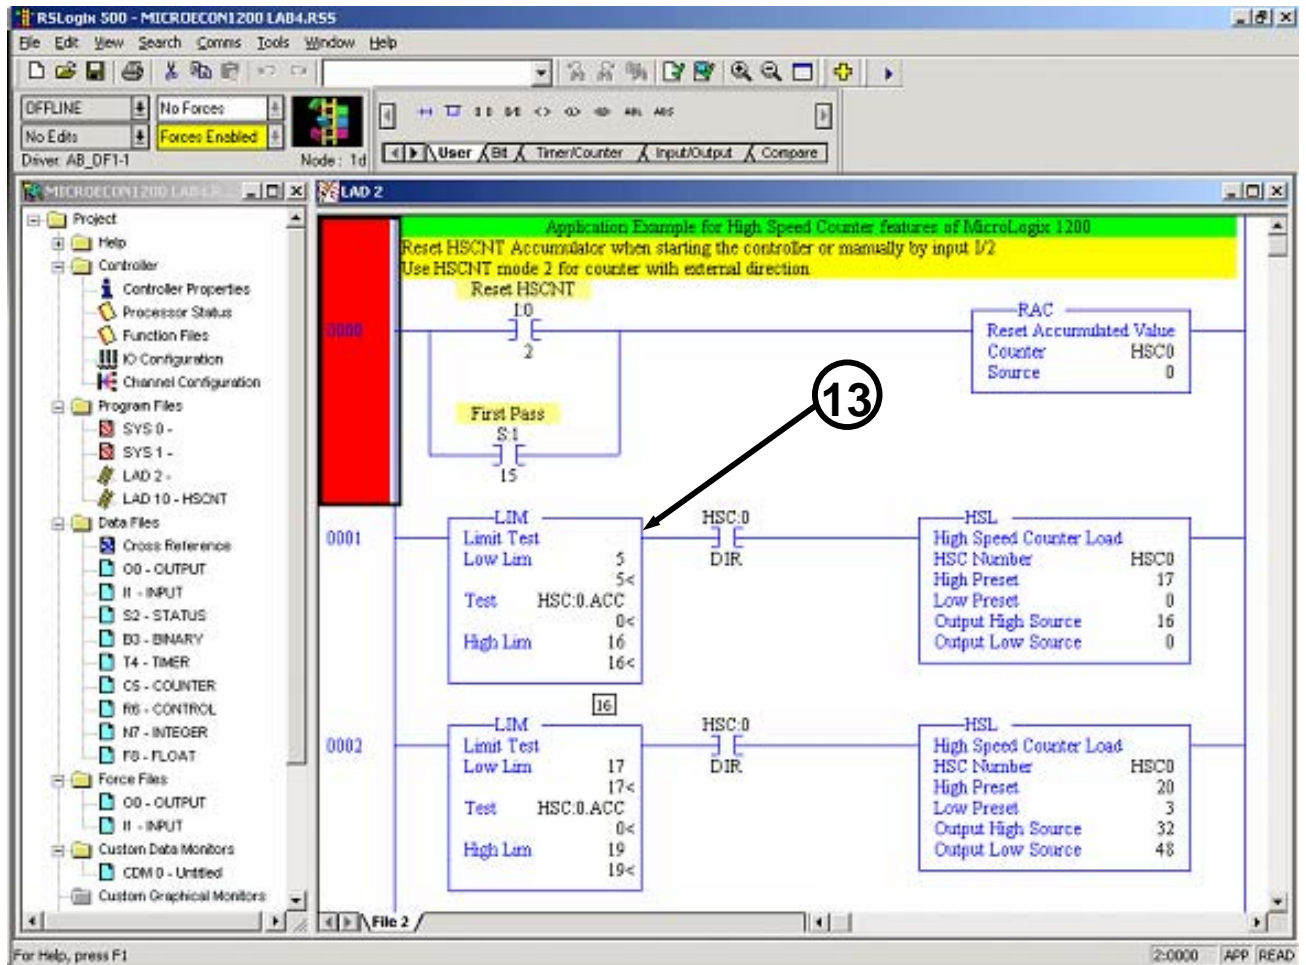 RSLogix 500 - MICROECON1200 LAB4.RSS
File Edit View Search Comms Tools Window Help
OFFLINE
No Forces
No Edits
Forces Enabled
Driver: AB_DF1-1
Node: 1d
ABL ABS
User Bit Timer/Counter Input/Output Compare
MICROECON1200 LAB4.R...
Project
Help
Controller
Controller Properties
Processor Status
Function Files
IO Configuration
Channel Configuration
Program Files
SYS 0 -
SYS 1 -
LAD 2 -
LAD 10 - HSCNT
Data Files
Cross Reference
O0 - OUTPUT
I1 - INPUT
S2 - STATUS
B3 - BINARY
T4 - TIMER
C5 - COUNTER
R6 - CONTROL
N7 - INTEGER
F8 - FLOAT
Force Files
O0 - OUTPUT
I1 - INPUT
Custom Data Monitors
CDM 0 - Untitled
Custom Graphical Monitors
LAD 2
Application Example for High Speed Counter features of MicroLogix 1200
Reset HSCNT Accumulator when starting the controller or manually by input I/2
Use HSCNT mode 2 for counter with external direction
0000
Reset HSCNT
I:0
2
First Pass
S:1
15
RAC
Reset Accumulated Value
Counter HSC0
Source 0
13
0001
LIM
Limit Test
Low Lim 5
5<
Test HSC:0.ACC
0<
High Lim 16
16<
HSC:0
DIR
HSL
High Speed Counter Load
HSC Number HSC0
High Preset 17
Low Preset 0
Output High Source 16
Output Low Source 0
16
0002
LIM
Limit Test
Low Lim 17
17<
Test HSC:0.ACC
0<
High Lim 19
19<
HSC:0
DIR
HSL
High Speed Counter Load
HSC Number HSC0
High Preset 20
Low Preset 3
Output High Source 32
Output Low Source 48
File 2
For Help, press F1
2:0000 APP READ